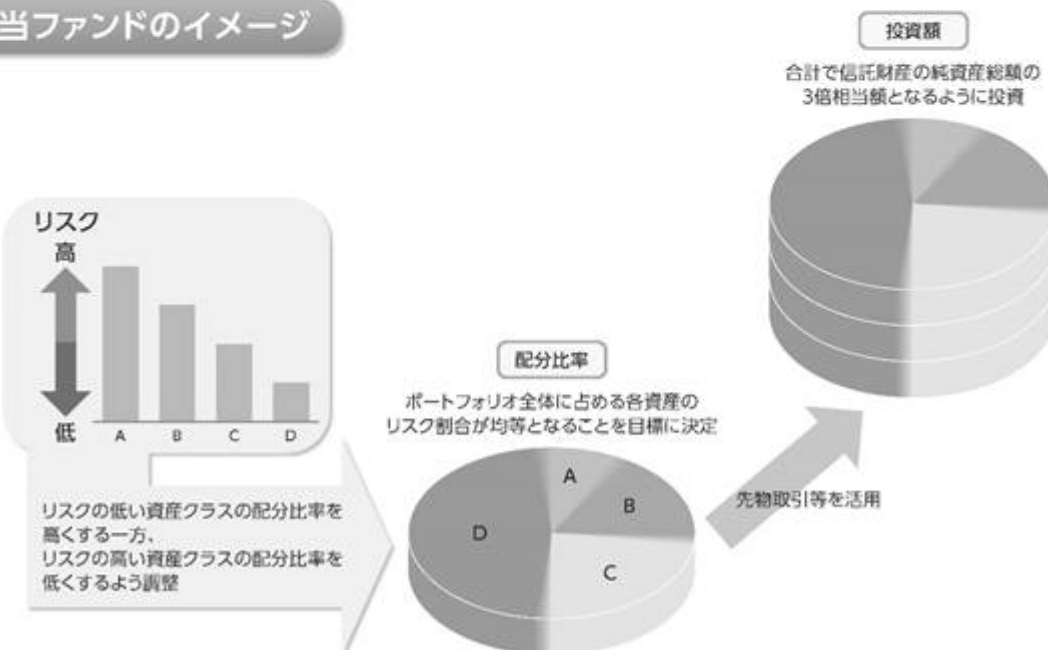 当ファンドのイメージ
投資額
合計で信託財産の純資産総額の
3倍相当額となるように投資
リスク
高
低
A B C D
リスクの低い資産クラスの配分比率を
高くする一方、
リスクの高い資産クラスの配分比率を
低くするよう調整
配分比率
ポートフォリオ全体に占める各資産の
リスク割合が均等となることを目標に決定
A
B
C
D
先物取引等を活用